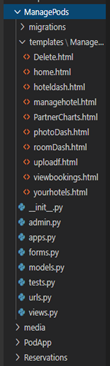 ManagePods
migrations
templates \ Manage...
Delete.html
home.html
hoteldash.html
managehotel.html
PartnerCharts.html
photoDash.html
roomDash.html
uploadf.html
viewbookings.html
yourhotels.html
__init__.py
admin.py
apps.py
forms.py
models.py
tests.py
urls.py
views.py
media
PodApp
Reservations